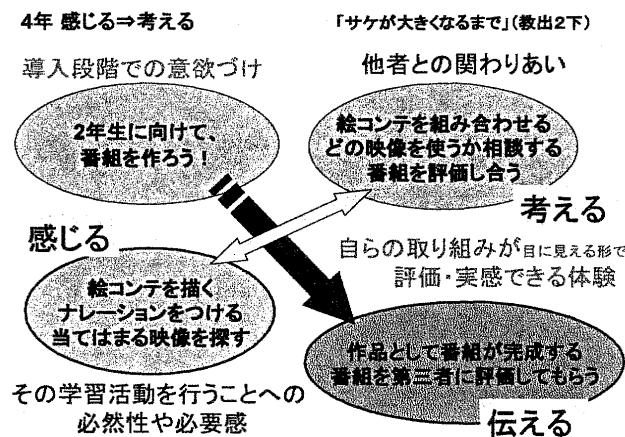 4年 感じる⇒考える
「サケが大きくなるまで」(教出2下)
導入段階での意欲づけ
2年生に向けて、
番組を作ろう！
他者との関わりあい
絵コンテを組み合わせる
どの映像を使うか相談する
番組を評価し合う
考える
感じる
絵コンテを描く
ナレーションをつける
当てはまる映像を探す
その学習活動を行うことへの
必然性や必要感
自らの取り組みが目に見える形で
評価・実感できる体験
作品として番組が完成する
番組を第三者に評価してもらう
伝える